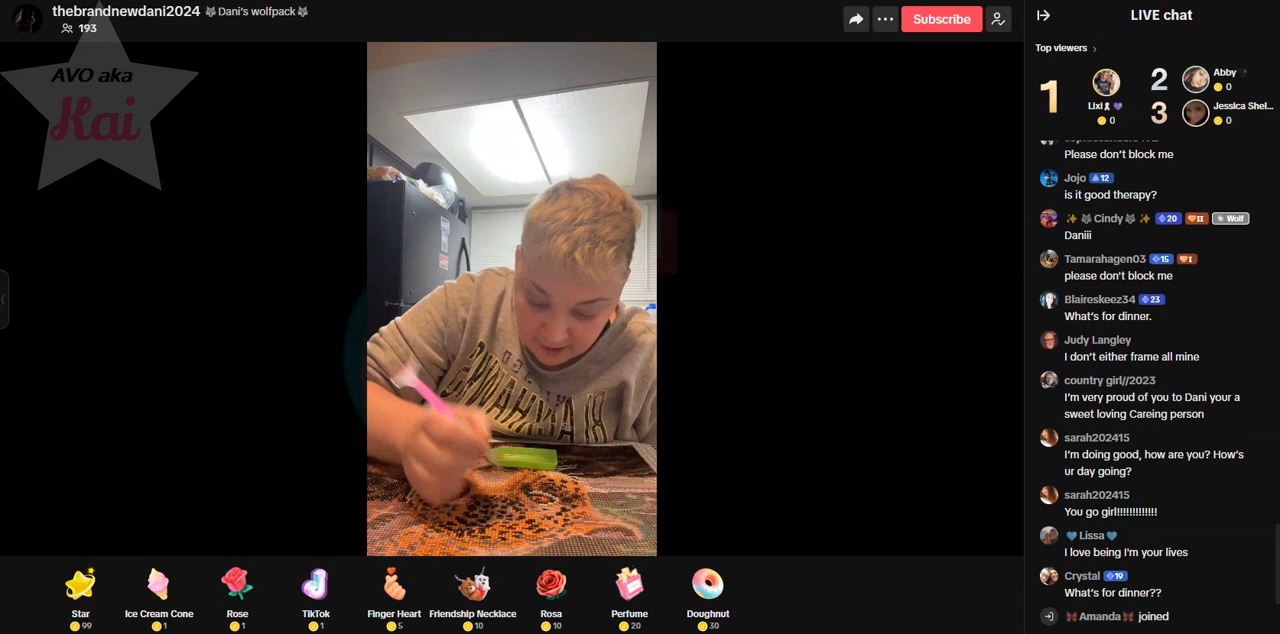 thebrandnewdani2024 🐺Dani's wolfpack🐺
193
AVO aka
Kai
Subscribe
LIVE chat
Top viewers
1
Lixi🎗💜
0
2
Abby
0
3
Jessica Shel...
0
Please don't block me
Jojo 12
is it good therapy?
✨🐺Cindy🐺✨ 20 II Wolf
Daniii
Tamarahagen03 15 I
please don't block me
Blaireskeez34 23
What's for dinner.
Judy Langley
I don't either frame all mine
country girl//2023
I'm very proud of you to Dani your a
sweet loving Careing person
sarah202415
I'm doing good, how are you? How's
ur day going?
sarah202415
You go girl!!!!!!!!!!!!!
💙Lissa💙
I love being I'm your lives
Crystal 19
What's for dinner??
🦋Amanda🦋 joined
Star
99
Ice Cream Cone
1
Rose
1
TikTok
1
Finger Heart
5
Friendship Necklace
10
Rosa
10
Perfume
20
Doughnut
30